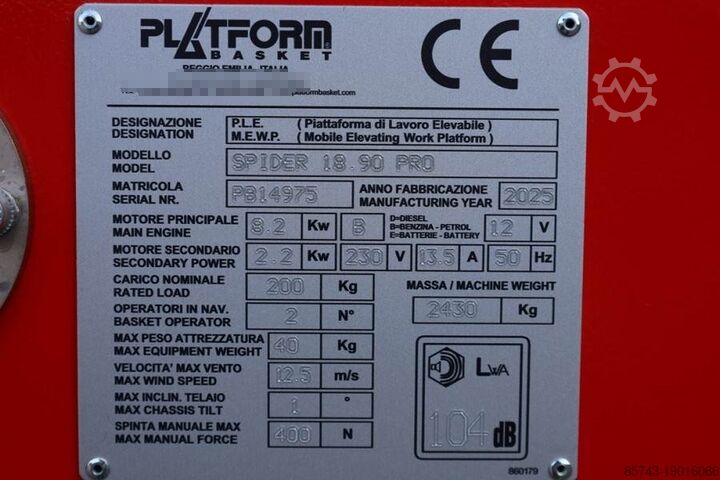 PLATFORM
BASKET
REGGIO EMILIA, ITALIA
CE
DESIGNAZIONE P.L.E. ( Piattaforma di Lavoro Elevabile )
DESIGNATION M.E.W.P. ( Mobile Elevating Work Platform )
MODELLO
MODEL SPIDER 18.90 PRO
MATRICOLA ANNO FABBRICAZIONE
SERIAL NR. PB14975 MANUFACTURING YEAR 2025
MOTORE PRINCIPALE D=DIESEL
MAIN ENGINE 8.2 Kw B B=BENZINA - PETROL 12 V
E=BATTERIE - BATTERY
MOTORE SECONDARIO
SECONDARY POWER 2.2 Kw 230 V 13.5 A 50 Hz
CARICO NOMINALE
RATED LOAD 200 Kg MASSA / MACHINE WEIGHT
OPERATORI IN NAV. 2430 Kg
BASKET OPERATOR 2 N°
MAX PESO ATTREZZATURA
MAX EQUIPMENT WEIGHT 40 Kg
VELOCITA' MAX VENTO
MAX WIND SPEED 12.5 m/s
LWA
MAX INCLIN. TELAIO
MAX CHASSIS TILT 1 °
104 dB
SPINTA MANUALE MAX
MAX MANUAL FORCE 400 N
860179
85743-19016066